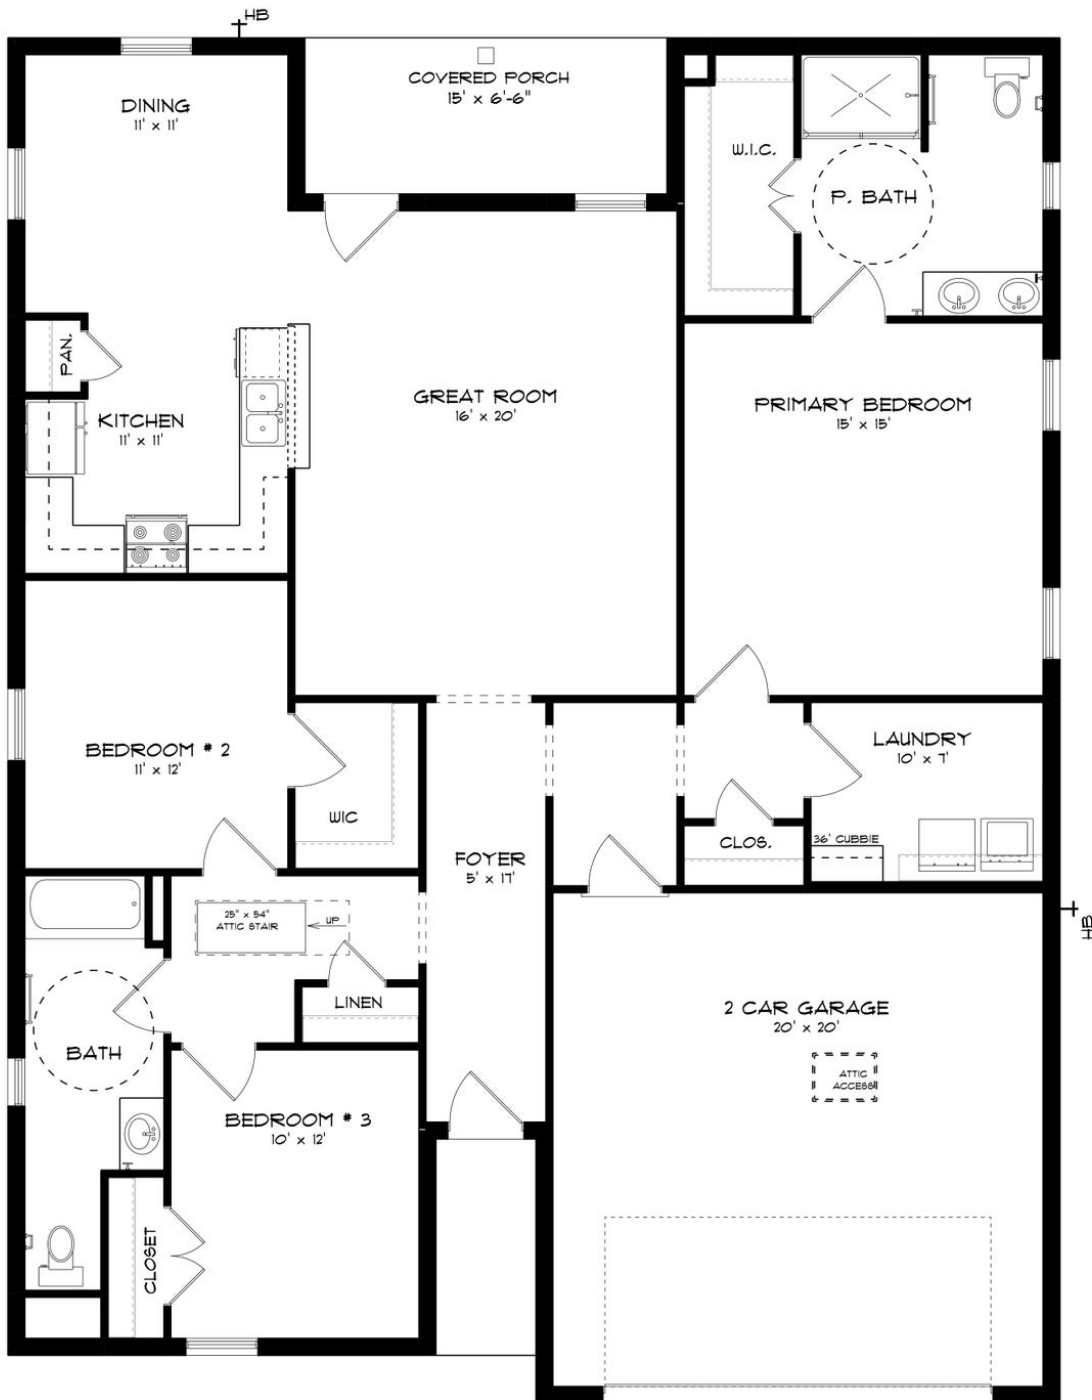 HB
COVERED PORCH
15' x 6'-6"
DINING
11' x 11'
W.I.C.
P. BATH
PAN.
KITCHEN
11' x 11'
GREAT ROOM
16' x 20'
PRIMARY BEDROOM
15' x 15'
BEDROOM # 2
11' x 12'
WIC
LAUNDRY
10' x 7'
CLOS.
36' CUBBIE
FOYER
5' x 17'
25" x 54"
ATTIC STAIR
UP
HB
LINEN
2 CAR GARAGE
20' x 20'
BATH
ATTIC
ACCESS
BEDROOM # 3
10' x 12'
CLOSET